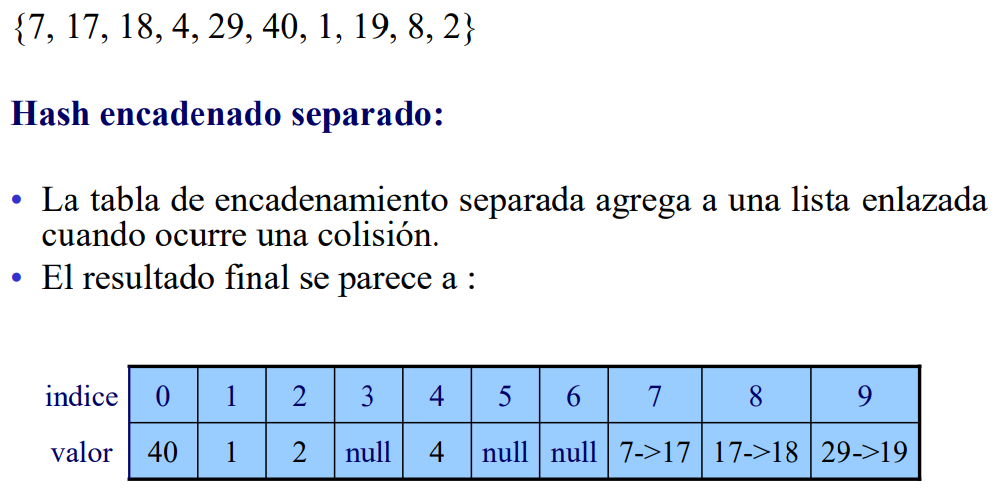 {7, 17, 18, 4, 29, 40, 1, 19, 8, 2}
Hash encadenado separado:
• La tabla de encadenamiento separada agrega a una lista enlazada
cuando ocurre una colisión.
• El resultado final se parece a :
indice 0 1 2 3 4 5 6 7 8 9
valor 40 1 2 null 4 null null 7->17 17->18 29->19